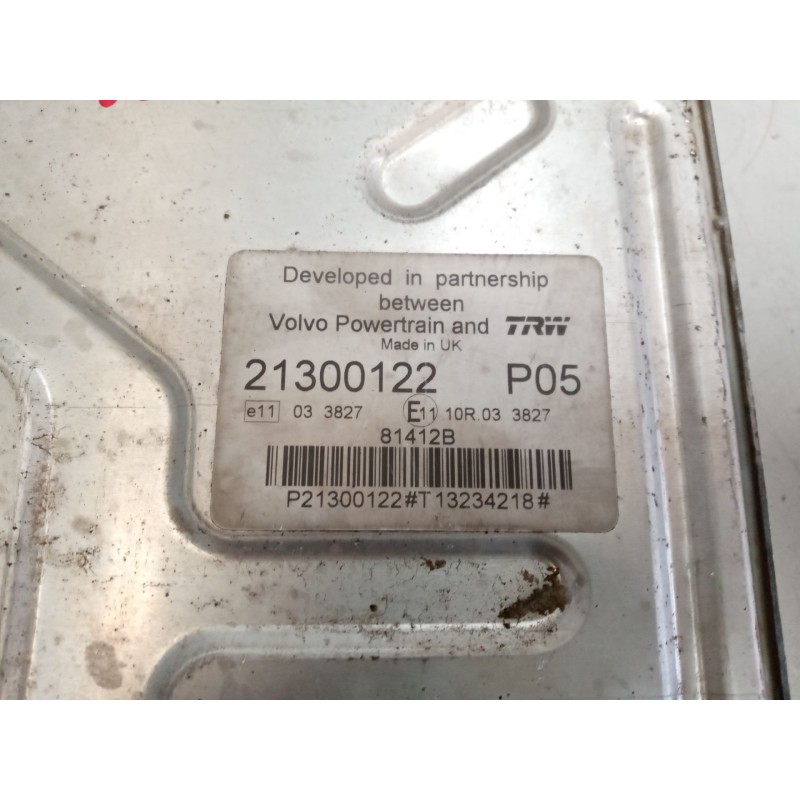 Developed in partnership
between
Volvo Powertrain and TRW
Made in UK
21300122 P05
e11 03 3827 E11 10R.03 3827
81412B
P21300122#T13234218#